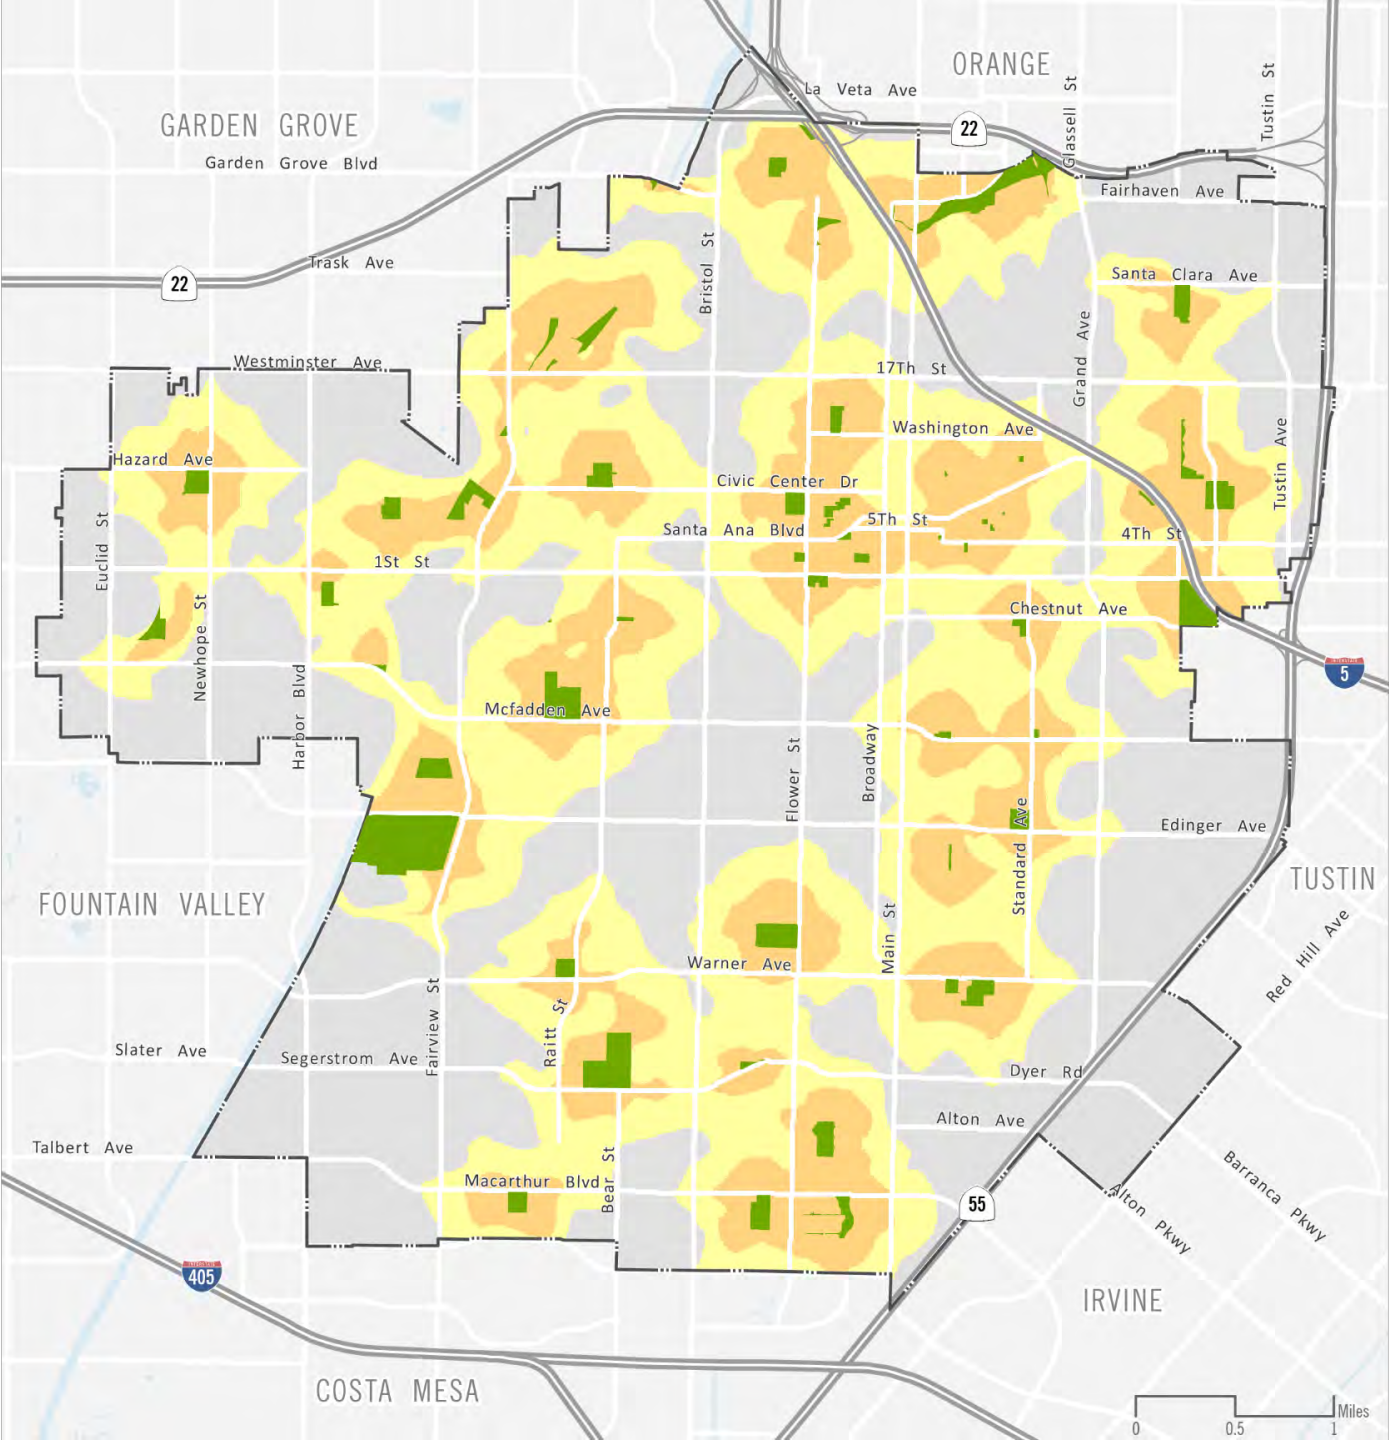 ORANGE
La Veta Ave
Glassell St
Tustin St
22
GARDEN GROVE
Garden Grove Blvd
Fairhaven Ave
Bristol St
Trask Ave
22
Santa Clara Ave
Grand Ave
Westminster Ave
17Th St
Washington Ave
Tustin Ave
Hazard Ave
Civic Center Dr
5Th St
Santa Ana Blvd
4Th St
Euclid St
1St St
Newhope St
Chestnut Ave
INTERSTATE
5
Harbor Blvd
Mcfadden Ave
Flower St
Broadway
Standard Ave
Edinger Ave
TUSTIN
FOUNTAIN VALLEY
Main St
Red Hill Ave
Warner Ave
Fairview St
Raitt St
Slater Ave
Segerstrom Ave
Dyer Rd
Alton Ave
Talbert Ave
Bear St
Macarthur Blvd
Barranca Pkwy
Alton Pkwy
55
INTERSTATE
405
IRVINE
COSTA MESA
Miles
0 0.5 1